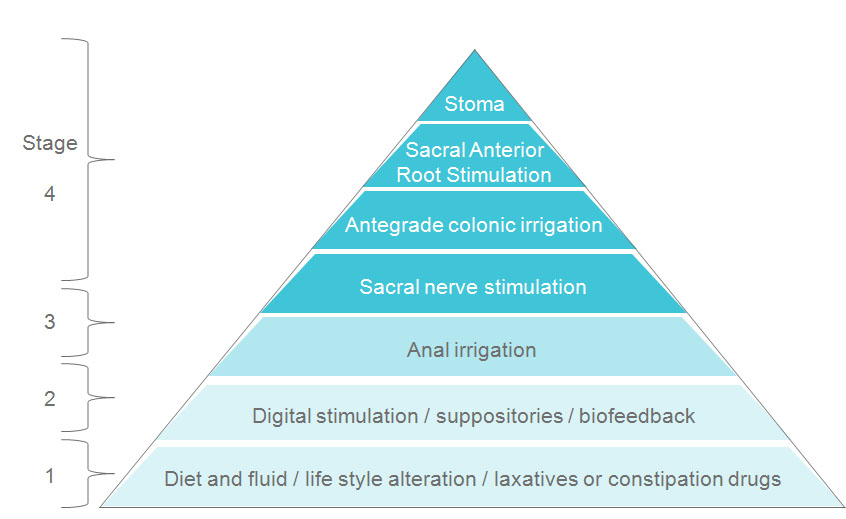 Stage
4
3
2
1
Stoma
Sacral Anterior
Root Stimulation
Antegrade colonic irrigation
Sacral nerve stimulation
Anal irrigation
Digital stimulation / suppositories / biofeedback
Diet and fluid / life style alteration / laxatives or constipation drugs